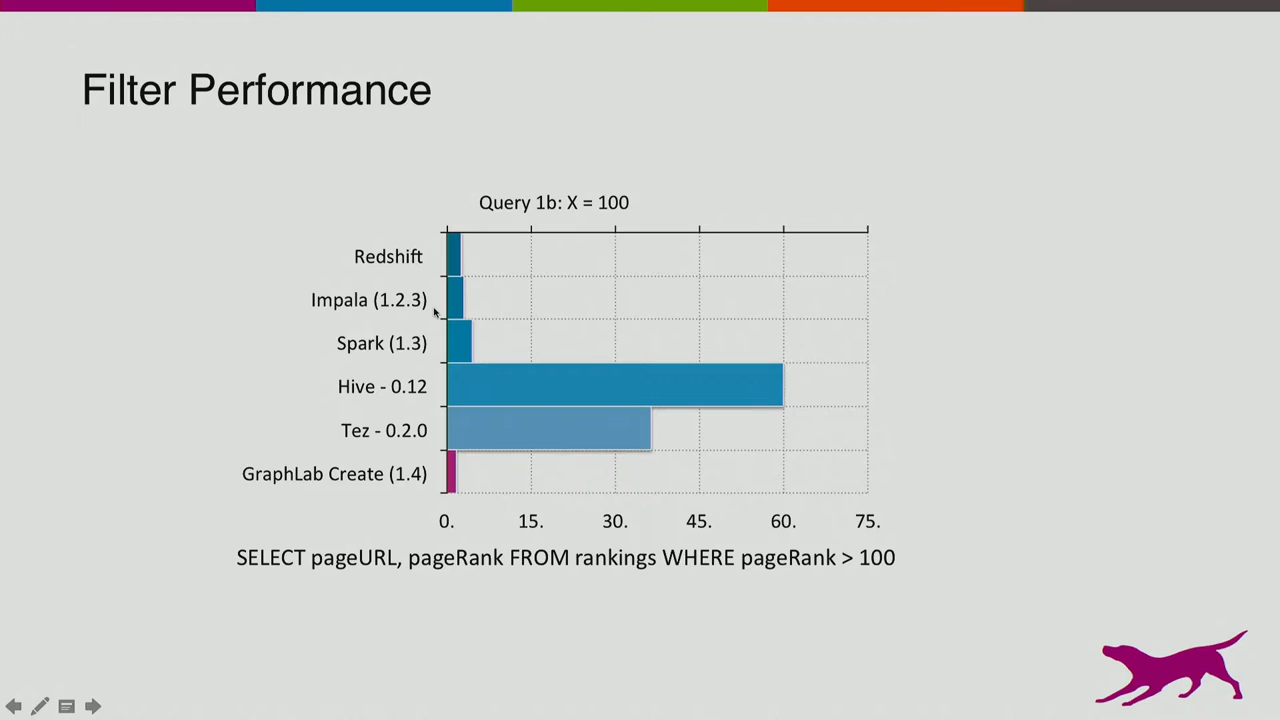 Filter Performance
Query 1b: X = 100
Redshift
Impala (1.2.3)
Spark (1.3)
Hive - 0.12
Tez - 0.2.0
GraphLab Create (1.4)
0. 15. 30. 45. 60. 75.
SELECT pageURL, pageRank FROM rankings WHERE pageRank > 100